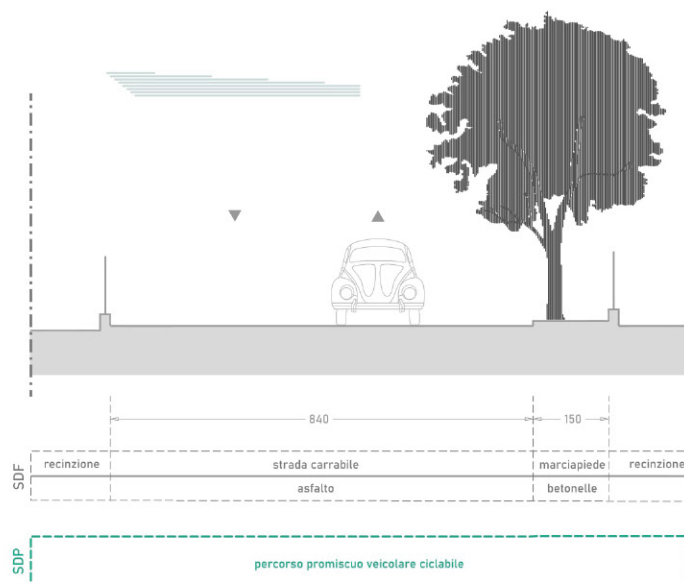 840
150
SDF
recinzione
strada carrabile
marciapiede
recinzione
asfalto
betonelle
SDP
percorso promiscuo veicolare ciclabile